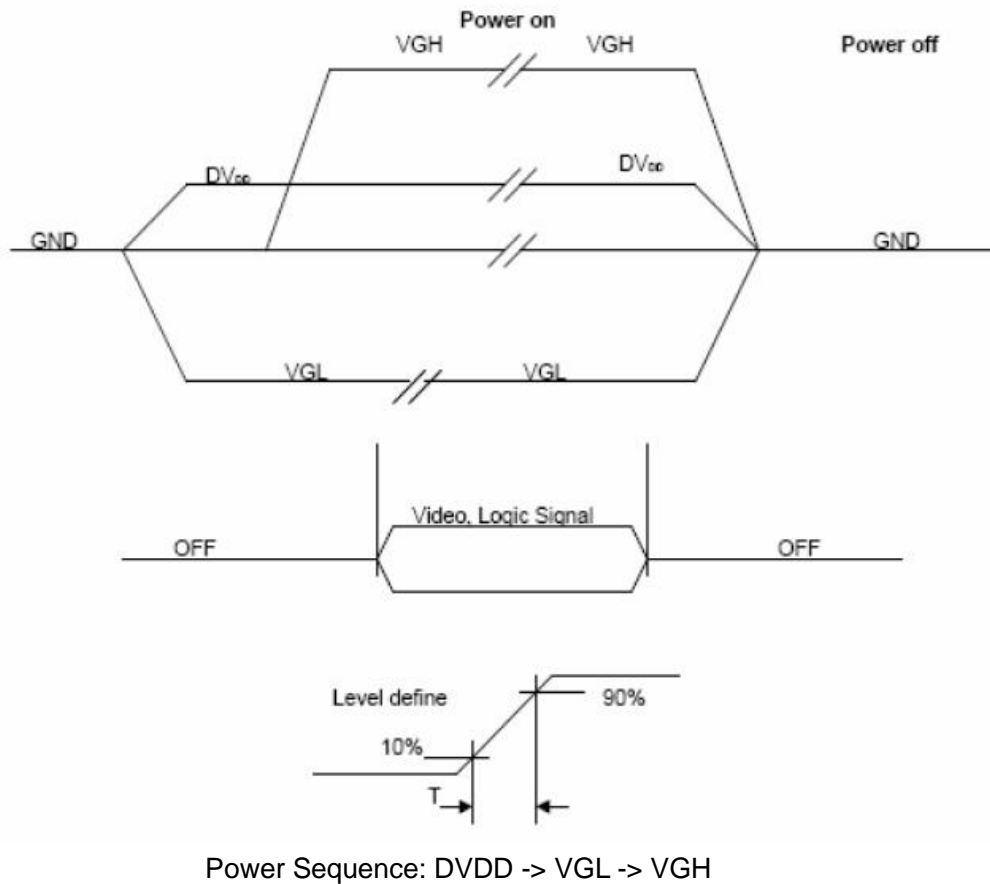 Power on
VGH VGH Power off
DVDD DVDD
GND GND
VGL VGL
Video, Logic Signal
OFF OFF
Level define 90%
10%
T
Power Sequence: DVDD -> VGL -> VGH